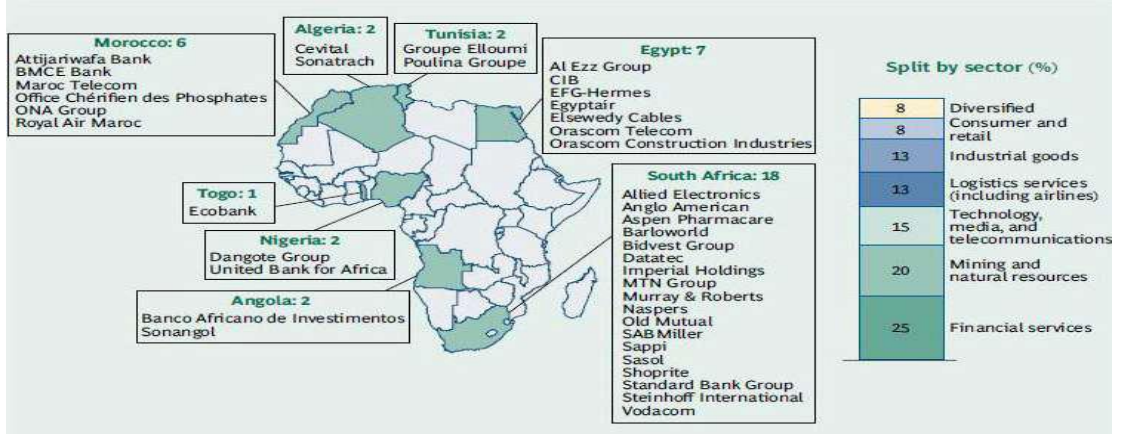 Morocco: 6
Attijariwafa Bank
BMCE Bank
Maroc Telecom
Office Chérifien des Phosphates
ONA Group
Royal Air Maroc
Algeria: 2
Cevital
Sonatrach
Tunisia: 2
Groupe Elloumi
Poulina Groupe
Egypt: 7
Al Ezz Group
CIB
EFG-Hermes
Egyptair
Elsewedy Cables
Orascom Telecom
Orascom Construction Industries
Togo: 1
Ecobank
Nigeria: 2
Dangote Group
United Bank for Africa
Angola: 2
Banco Africano de Investimentos
Sonangol
South Africa: 18
Allied Electronics
Anglo American
Aspen Pharmacare
Barloworld
Bidvest Group
Datatec
Imperial Holdings
MTN Group
Murray & Roberts
Naspers
Old Mutual
SABMiller
Sappi
Sasol
Shoprite
Standard Bank Group
Steinhoff International
Vodacom
Split by sector (%)
8 Diversified
8 Consumer and
retail
13 Industrial goods
13 Logistics services
(including airlines)
15 Technology,
media, and
telecommunications
20 Mining and
natural resources
25 Financial services